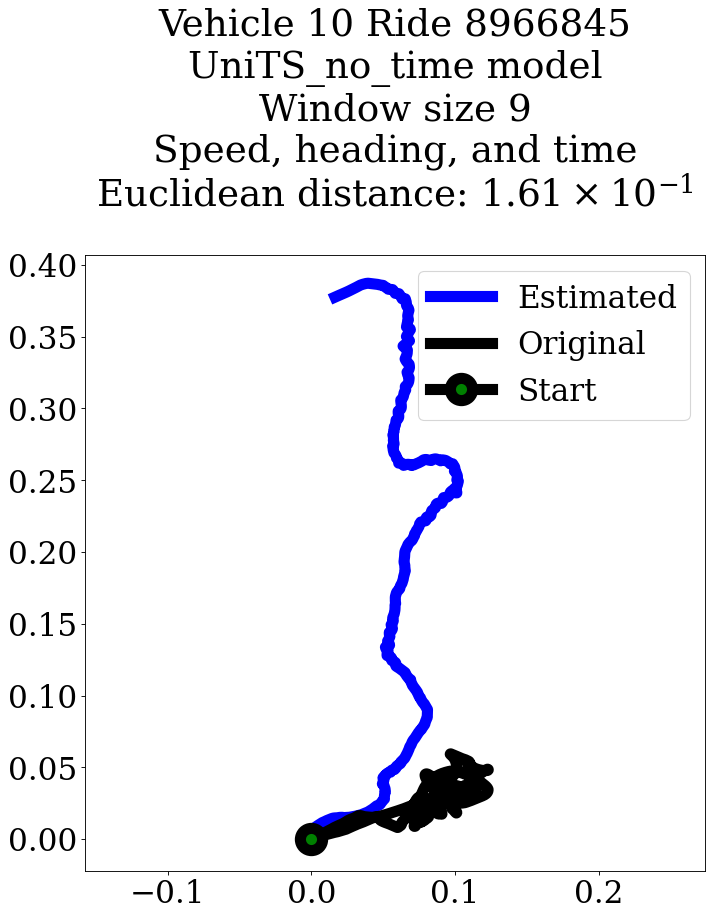 Vehicle 10 Ride 8966845
UniTS_no_time model
Window size 9
Speed, heading, and time
Euclidean distance: 1.61 × 10⁻¹
0.40
0.35
0.30
0.25
0.20
0.15
0.10
0.05
0.00
Estimated
Original
Start
−0.1
0.0
0.1
0.2